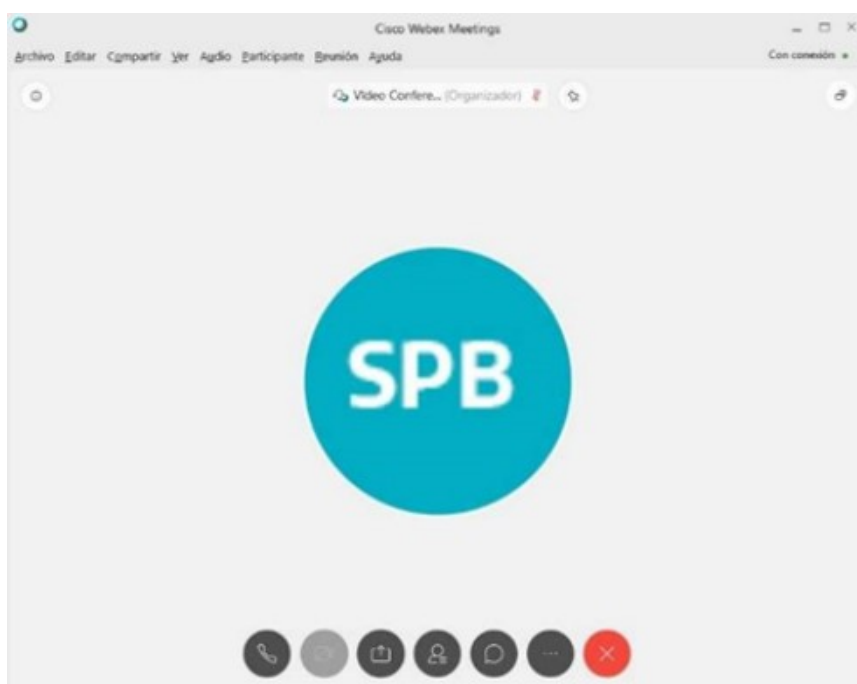 Cisco Webex Meetings
Archivo Editar Compartir Ver Audio Participante Reunión Ayuda
Con conexión
Video Confere... (Organizador)
SPB